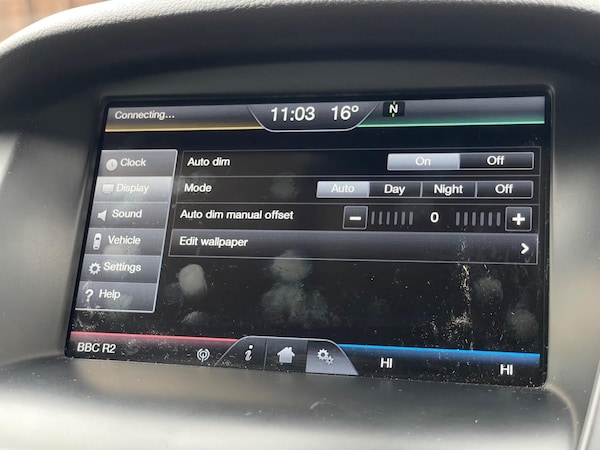 Connecting... 11:03 16° N
Clock
Display
Sound
Vehicle
Settings
? Help
Auto dim On Off
Mode Auto Day Night Off
Auto dim manual offset − 0 +
Edit wallpaper >
BBC R2 i HI HI